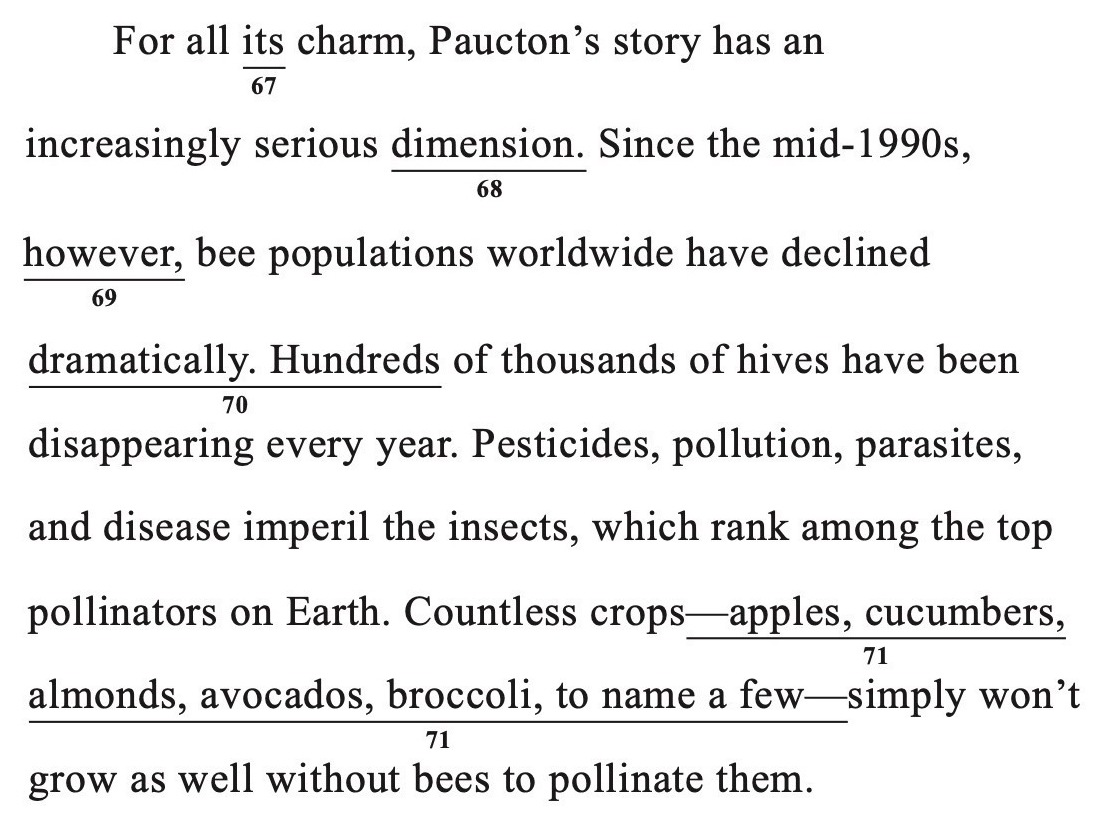 For all its charm, Paucton’s story has an
67
increasingly serious dimension. Since the mid-1990s,
68
however, bee populations worldwide have declined
69
dramatically. Hundreds of thousands of hives have been
70
disappearing every year. Pesticides, pollution, parasites,
and disease imperil the insects, which rank among the top
pollinators on Earth. Countless crops—apples, cucumbers,
71
almonds, avocados, broccoli, to name a few—simply won’t
71
grow as well without bees to pollinate them.